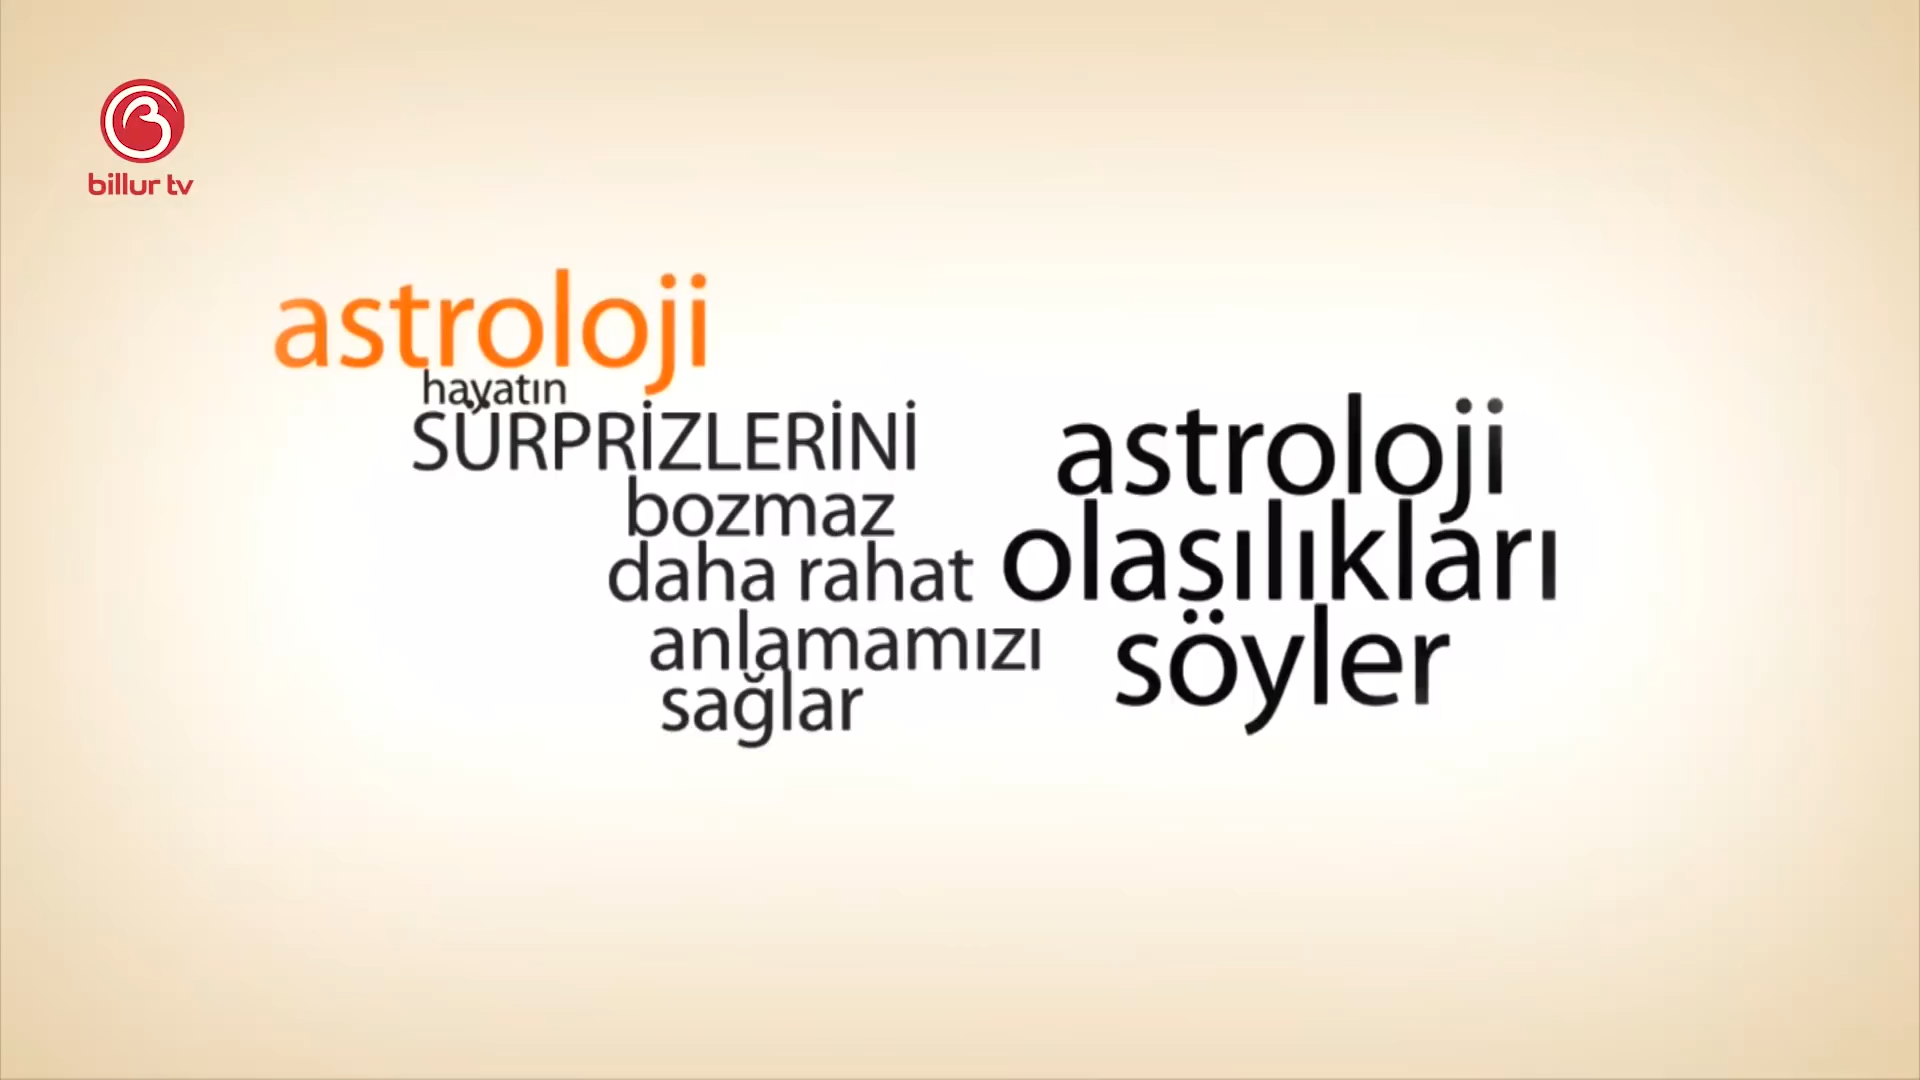 billur tv
astroloji
hayatın
SÜRPRİZLERİNİ
bozmaz
daha rahat
anlamamızı
sağlar
astroloji
olasılıkları
söyler